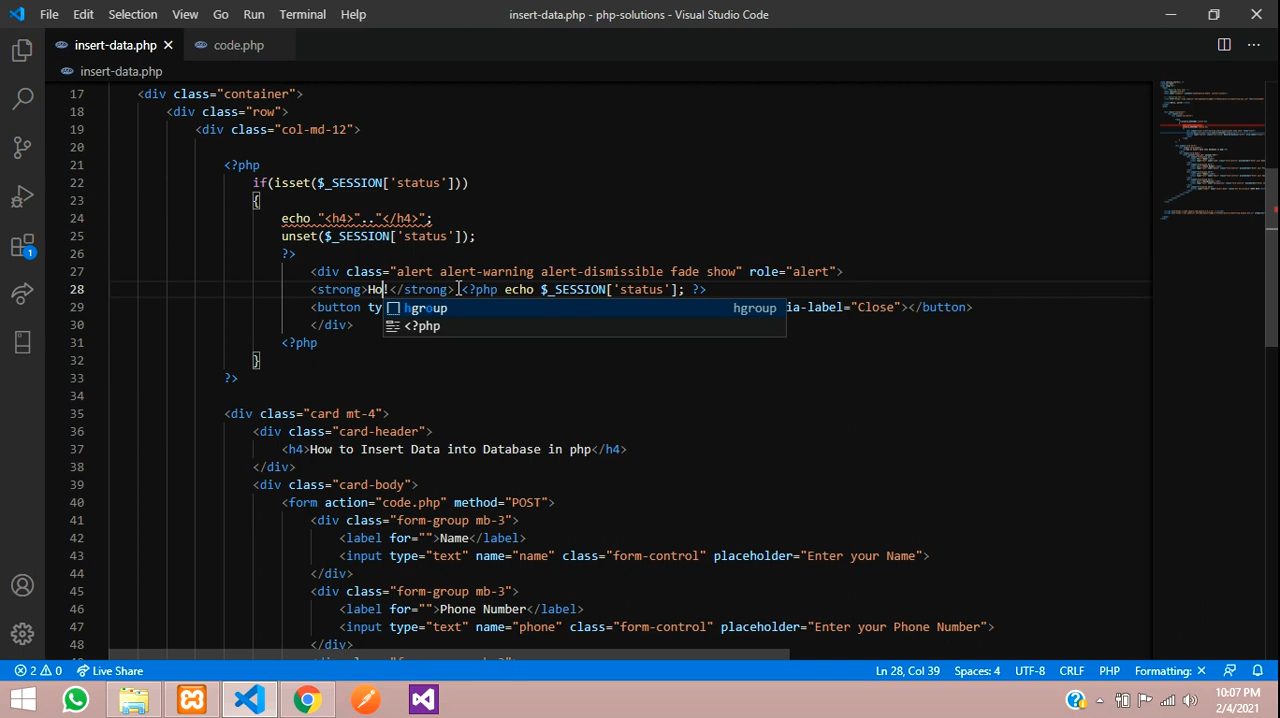 File Edit Selection View Go Run Terminal Help insert-data.php - php-solutions - Visual Studio Code
insert-data.php code.php
insert-data.php
17 <div class="container">
18 <div class="row">
19 <div class="col-md-12">
20
21 <?php
22 if(isset($_SESSION['status']))
23 {
24 echo "<h4>".."</h4>";
25 unset($_SESSION['status']);
26 ?>
27 <div class="alert alert-warning alert-dismissible fade show" role="alert">
28 <strong>Ho!</strong> <?php echo $_SESSION['status']; ?>
hgroup hgroup
29 <button ty ia-label="Close"></button>
<?php
30 </div>
31 <?php
32 }
33 ?>
34
35 <div class="card mt-4">
36 <div class="card-header">
37 <h4>How to Insert Data into Database in php</h4>
38 </div>
39 <div class="card-body">
40 <form action="code.php" method="POST">
41 <div class="form-group mb-3">
42 <label for="">Name</label>
43 <input type="text" name="name" class="form-control" placeholder="Enter your Name">
44 </div>
45 <div class="form-group mb-3">
46 <label for="">Phone Number</label>
47 <input type="text" name="phone" class="form-control" placeholder="Enter your Phone Number">
48 </div>
2 0 Live Share Ln 28, Col 39 Spaces: 4 UTF-8 CRLF PHP Formatting: ✕
10:07 PM
2/4/2021